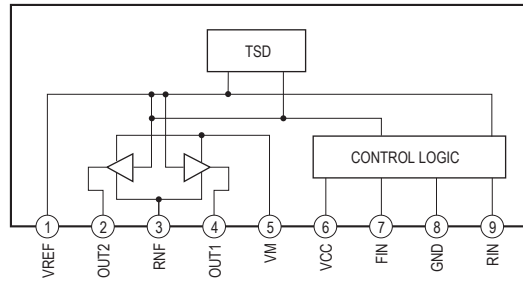 TSD
CONTROL LOGIC
1 2 3 4 5 6 7 8 9
VREF
OUT2
RNF
OUT1
VM
VCC
FIN
GND
RIN